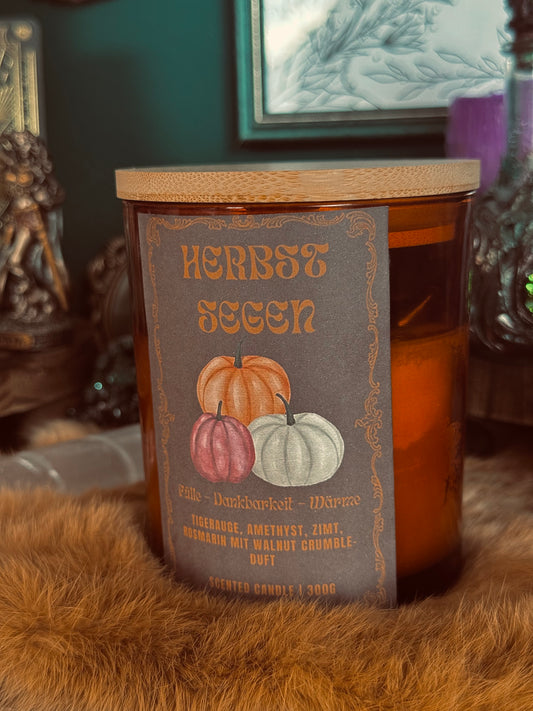 HERBST
SEGEN
Fülle - Dankbarkeit - Wärme
TIGERAUGE, AMETHYST, ZIMT,
ROSMARIN MIT WALNUT CRUMBLE-
DUFT
SCENTED CANDLE | 300G